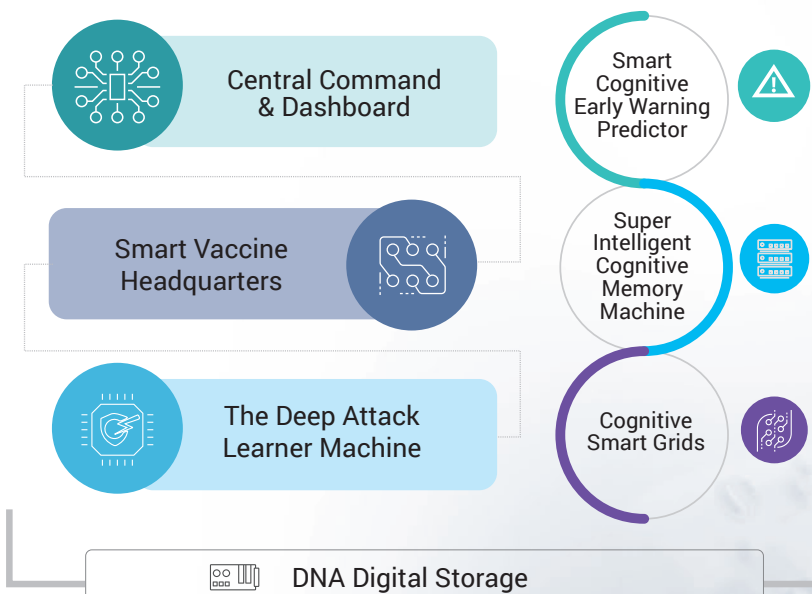 Central Command
& Dashboard
Smart Vaccine
Headquarters
The Deep Attack
Learner Machine
Smart
Cognitive
Early Warning
Predictor
Super
Intelligent
Cognitive
Memory
Machine
Cognitive
Smart Grids
DNA Digital Storage